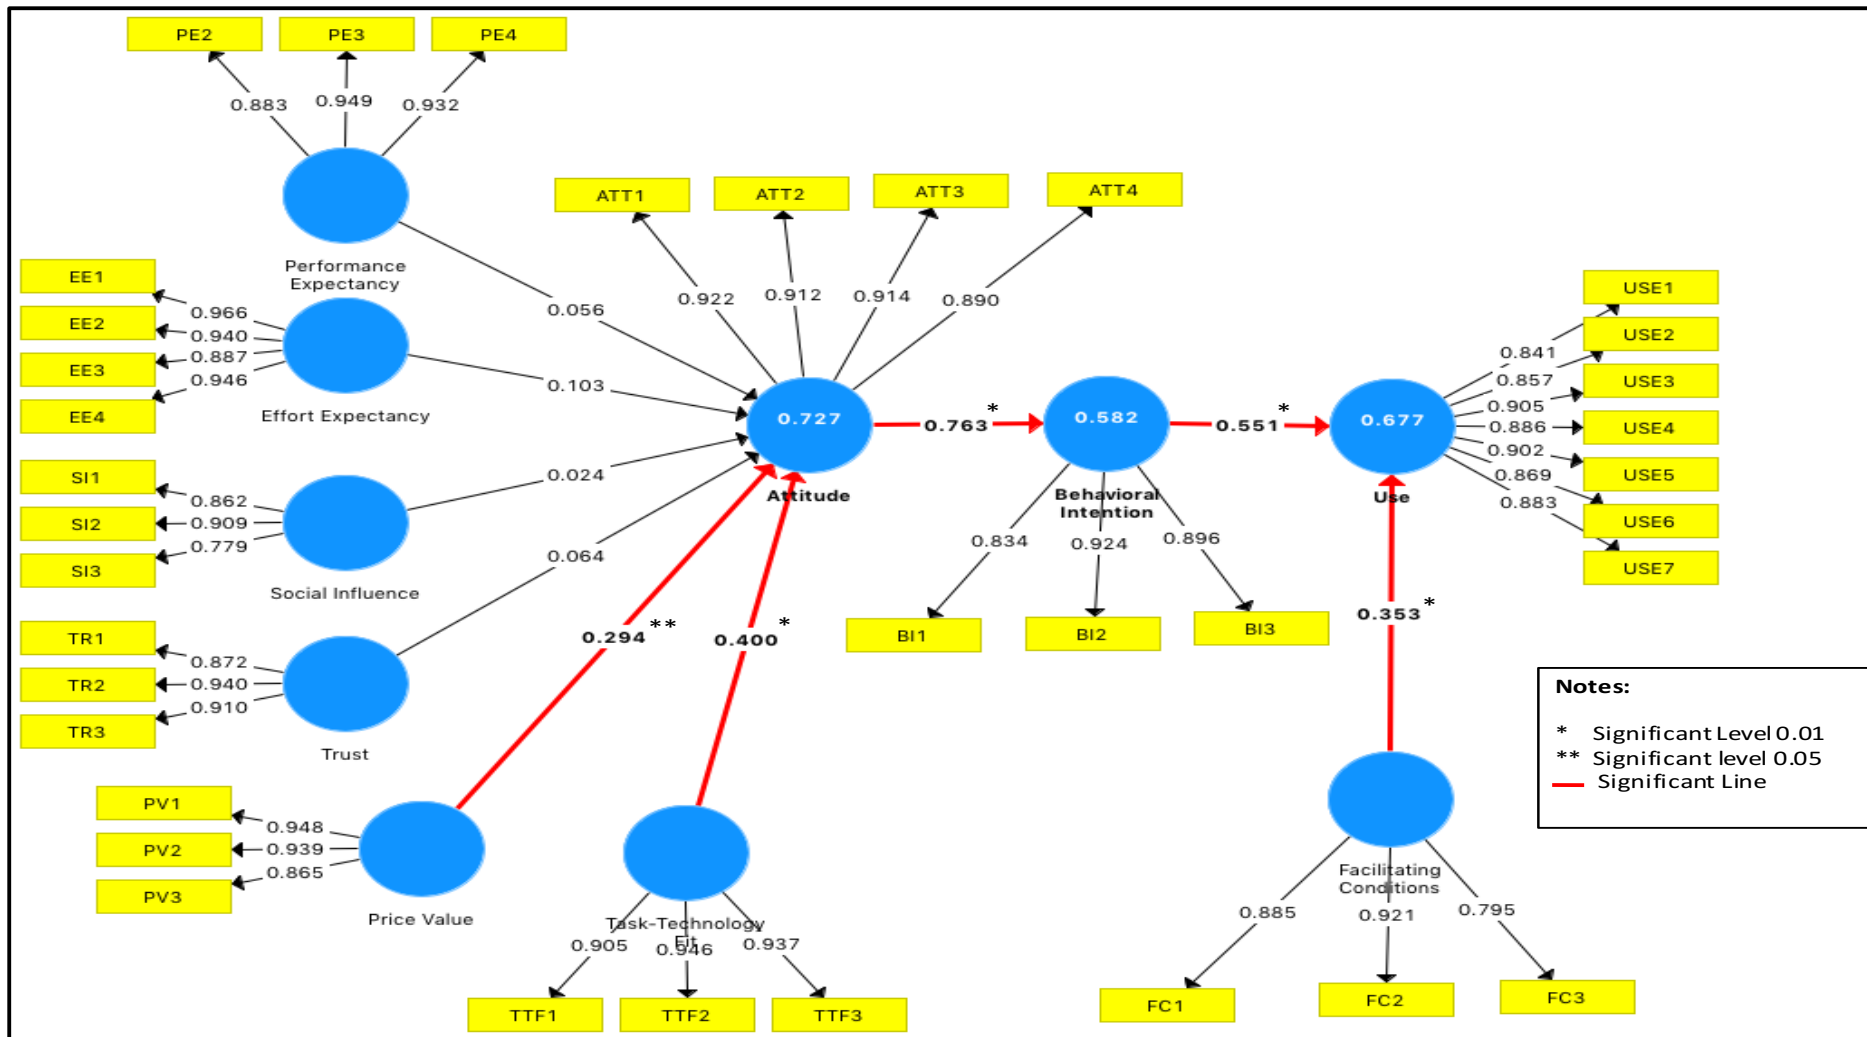 PE2 PE3 PE4
0.883 0.949 0.932
Performance
Expectancy
ATT1 ATT2 ATT3 ATT4
0.922 0.912 0.914 0.890
EE1
EE2
EE3
EE4
0.966
0.940
0.887
0.946
Effort Expectancy
SI1
SI2
SI3
0.862
0.909
0.779
Social Influence
TR1
TR2
TR3
0.872
0.940
0.910
Trust
PV1
PV2
PV3
0.948
0.939
0.865
Price Value
Task-Technology
Fit
0.905 0.946 0.937
TTF1 TTF2 TTF3
0.056
0.103
0.024
0.064
0.294**
0.400*
0.727
Attitude
0.763*
0.582
Behavioral
Intention
0.834 0.924 0.896
BI1 BI2 BI3
0.551*
0.677
Use
USE1
USE2
USE3
USE4
USE5
USE6
USE7
0.841
0.857
0.905
0.886
0.902
0.869
0.883
0.353*
Facilitating
Conditions
0.885 0.921 0.795
FC1 FC2 FC3
Notes:
* Significant Level 0.01
** Significant level 0.05
Significant Line